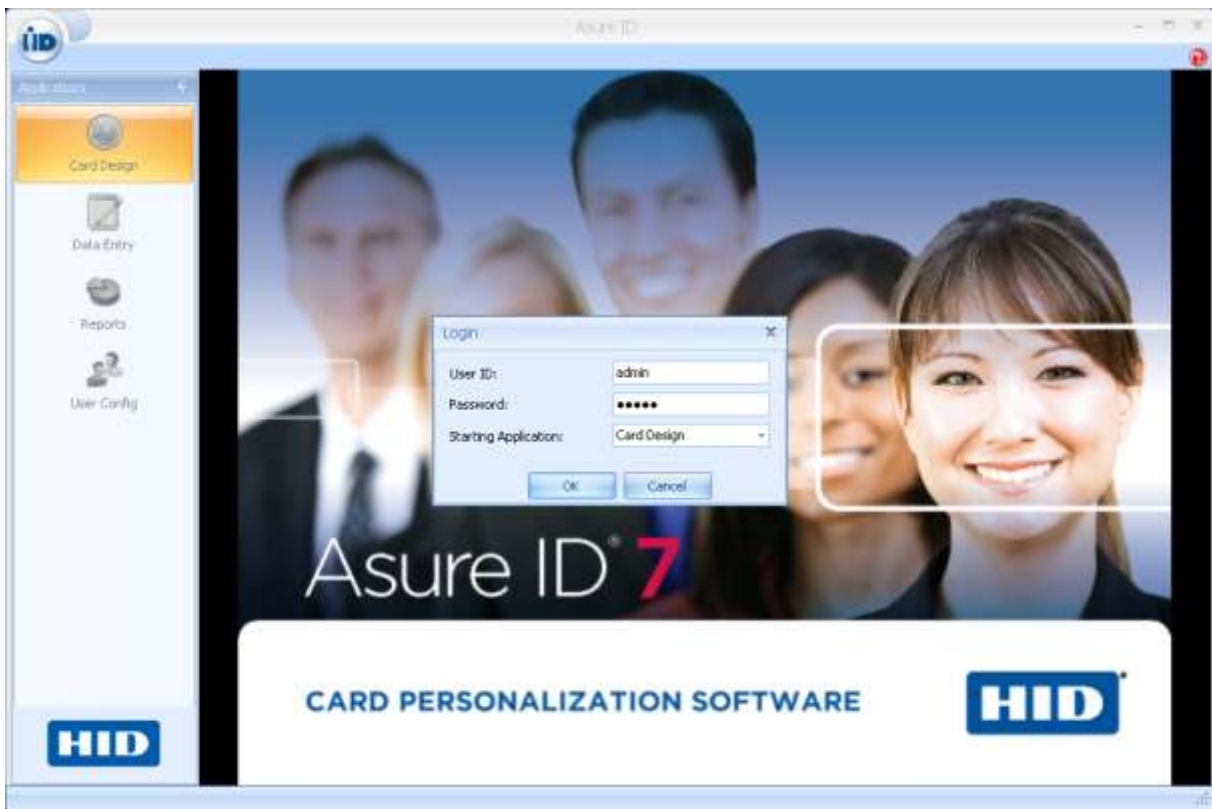 iID
Asure ID
Applications
Card Design
Data Entry
Reports
User Config
Login
User ID:
admin
Password:
•••••
Starting Application:
Card Design
OK
Cancel
Asure ID® 7
CARD PERSONALIZATION SOFTWARE
HID
HID